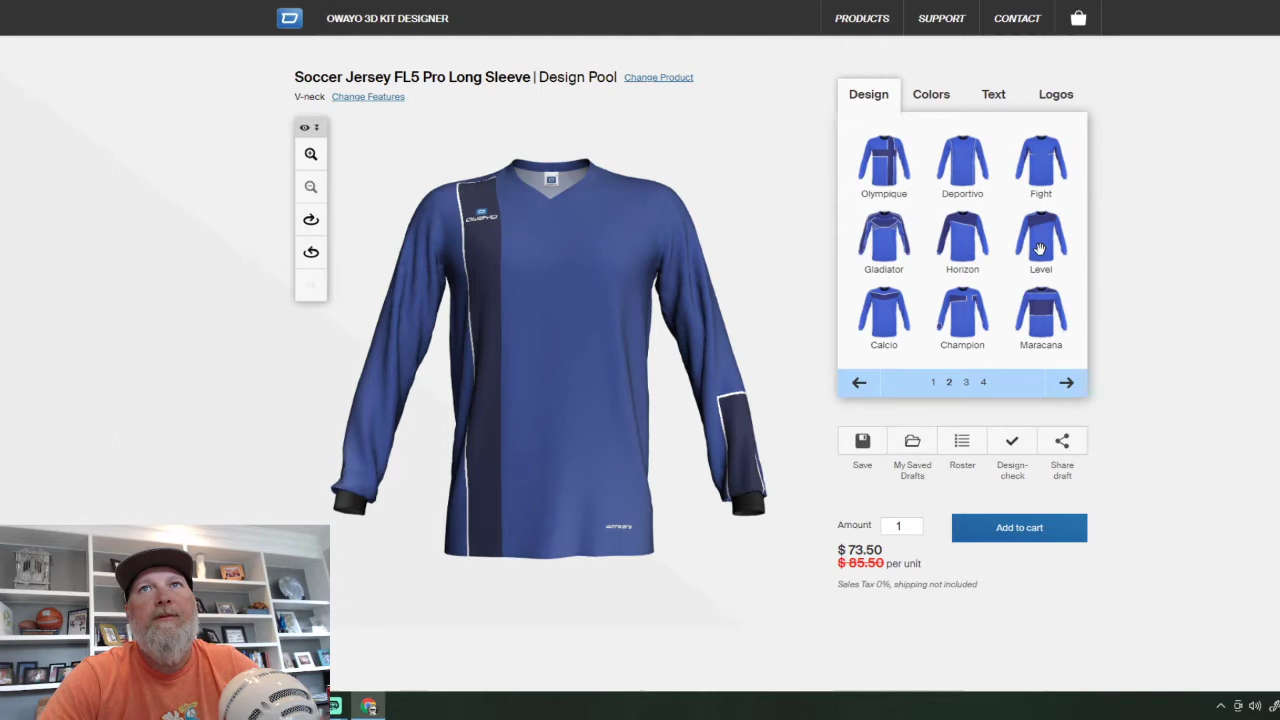 OWAYO 3D KIT DESIGNER
PRODUCTS
SUPPORT
CONTACT
Soccer Jersey FL5 Pro Long Sleeve | Design Pool Change Product
V-neck Change Features
Design Colors Text Logos
Olympique Deportivo Fight
Gladiator Horizon Level
Calcio Champion Maracana
1 2 3 4
OWAYO
Save
My Saved
Drafts
Roster
Design-
check
Share
draft
Amount 1
Add to cart
$ 73.50
$ 85.50 per unit
Sales Tax 0%, shipping not included